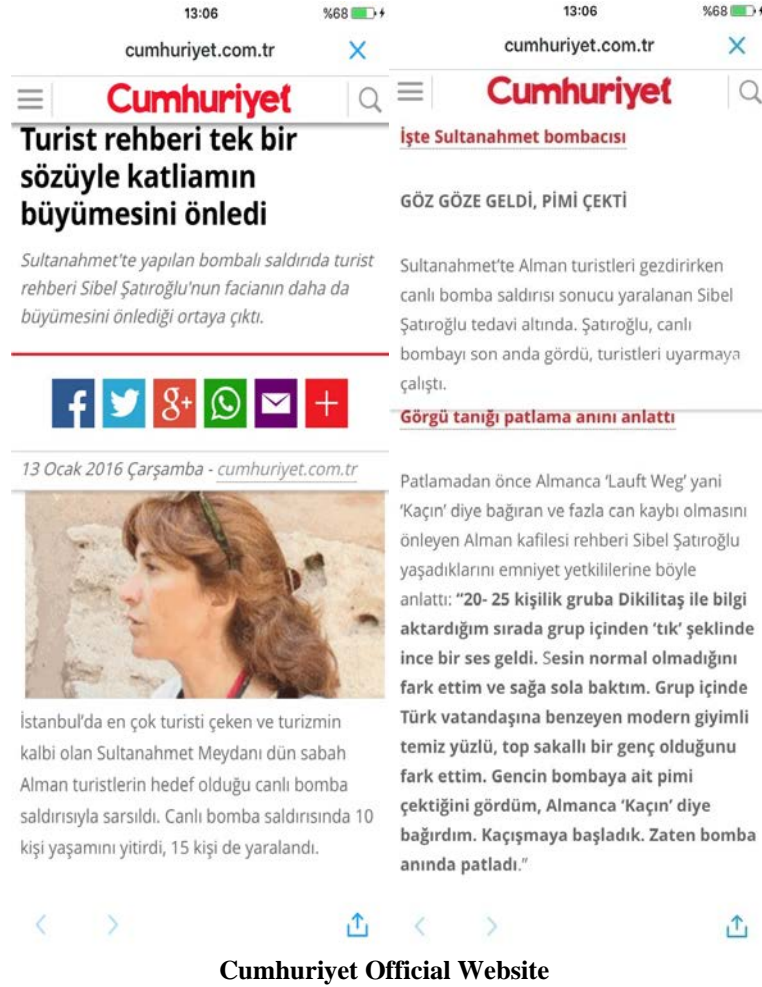 13:06
%68
cumhuriyet.com.tr
Cumhuriyet
Turist rehberi tek bir
sözüyle katliamın
büyümesini önledi
Sultanahmet'te yapılan bombalı saldırıda turist
rehberi Sibel Şatıroğlu'nun facianın daha da
büyümesini önlediği ortaya çıktı.
13 Ocak 2016 Çarşamba - cumhuriyet.com.tr
İstanbul'da en çok turisti çeken ve turizmin
kalbi olan Sultanahmet Meydanı dün sabah
Alman turistlerin hedef olduğu canlı bomba
saldırısıyla sarsıldı. Canlı bomba saldırısında 10
kişi yaşamını yitirdi, 15 kişi de yaralandı.
13:06
%68
cumhuriyet.com.tr
Cumhuriyet
İşte Sultanahmet bombacısı
GÖZ GÖZE GELDİ, PİMİ ÇEKTİ
Sultanahmet'te Alman turistleri gezdirirken
canlı bomba saldırısı sonucu yaralanan Sibel
Şatıroğlu tedavi altında. Şatıroğlu, canlı
bombayı son anda gördü, turistleri uyarmaya
çalıştı.
Görgü tanığı patlama anını anlattı
Patlamadan önce Almanca 'Lauft Weg' yani
'Kaçın' diye bağıran ve fazla can kaybı olmasını
önleyen Alman kafilesi rehberi Sibel Şatıroğlu
yaşadıklarını emniyet yetkililerine böyle
anlattı: "20- 25 kişilik gruba Dikilitaş ile bilgi
aktardığım sırada grup içinden 'tık' şeklinde
ince bir ses geldi. Sesin normal olmadığını
fark ettim ve sağa sola baktım. Grup içinde
Türk vatandaşına benzeyen modern giyimli
temiz yüzlü, top sakallı bir genç olduğunu
fark ettim. Gencin bombaya ait pimi
çektiğini gördüm, Almanca 'Kaçın' diye
bağırdım. Kaçışmaya başladık. Zaten bomba
anında patladı."
Cumhuriyet Official Website